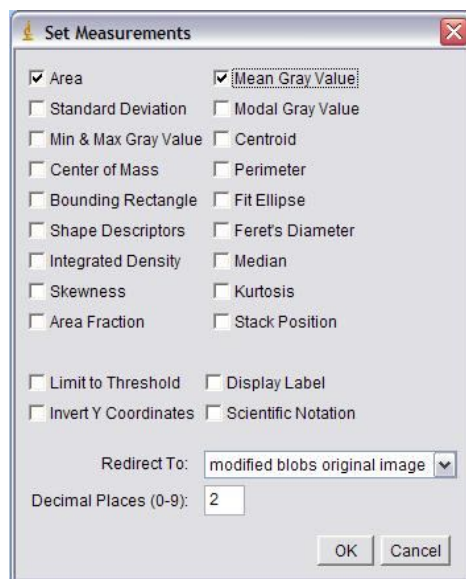 Set Measurements
Area Mean Gray Value
Standard Deviation Modal Gray Value
Min & Max Gray Value Centroid
Center of Mass Perimeter
Bounding Rectangle Fit Ellipse
Shape Descriptors Feret's Diameter
Integrated Density Median
Skewness Kurtosis
Area Fraction Stack Position
Limit to Threshold Display Label
Invert Y Coordinates Scientific Notation
Redirect To: modified blobs original image
Decimal Places (0-9): 2
OK Cancel